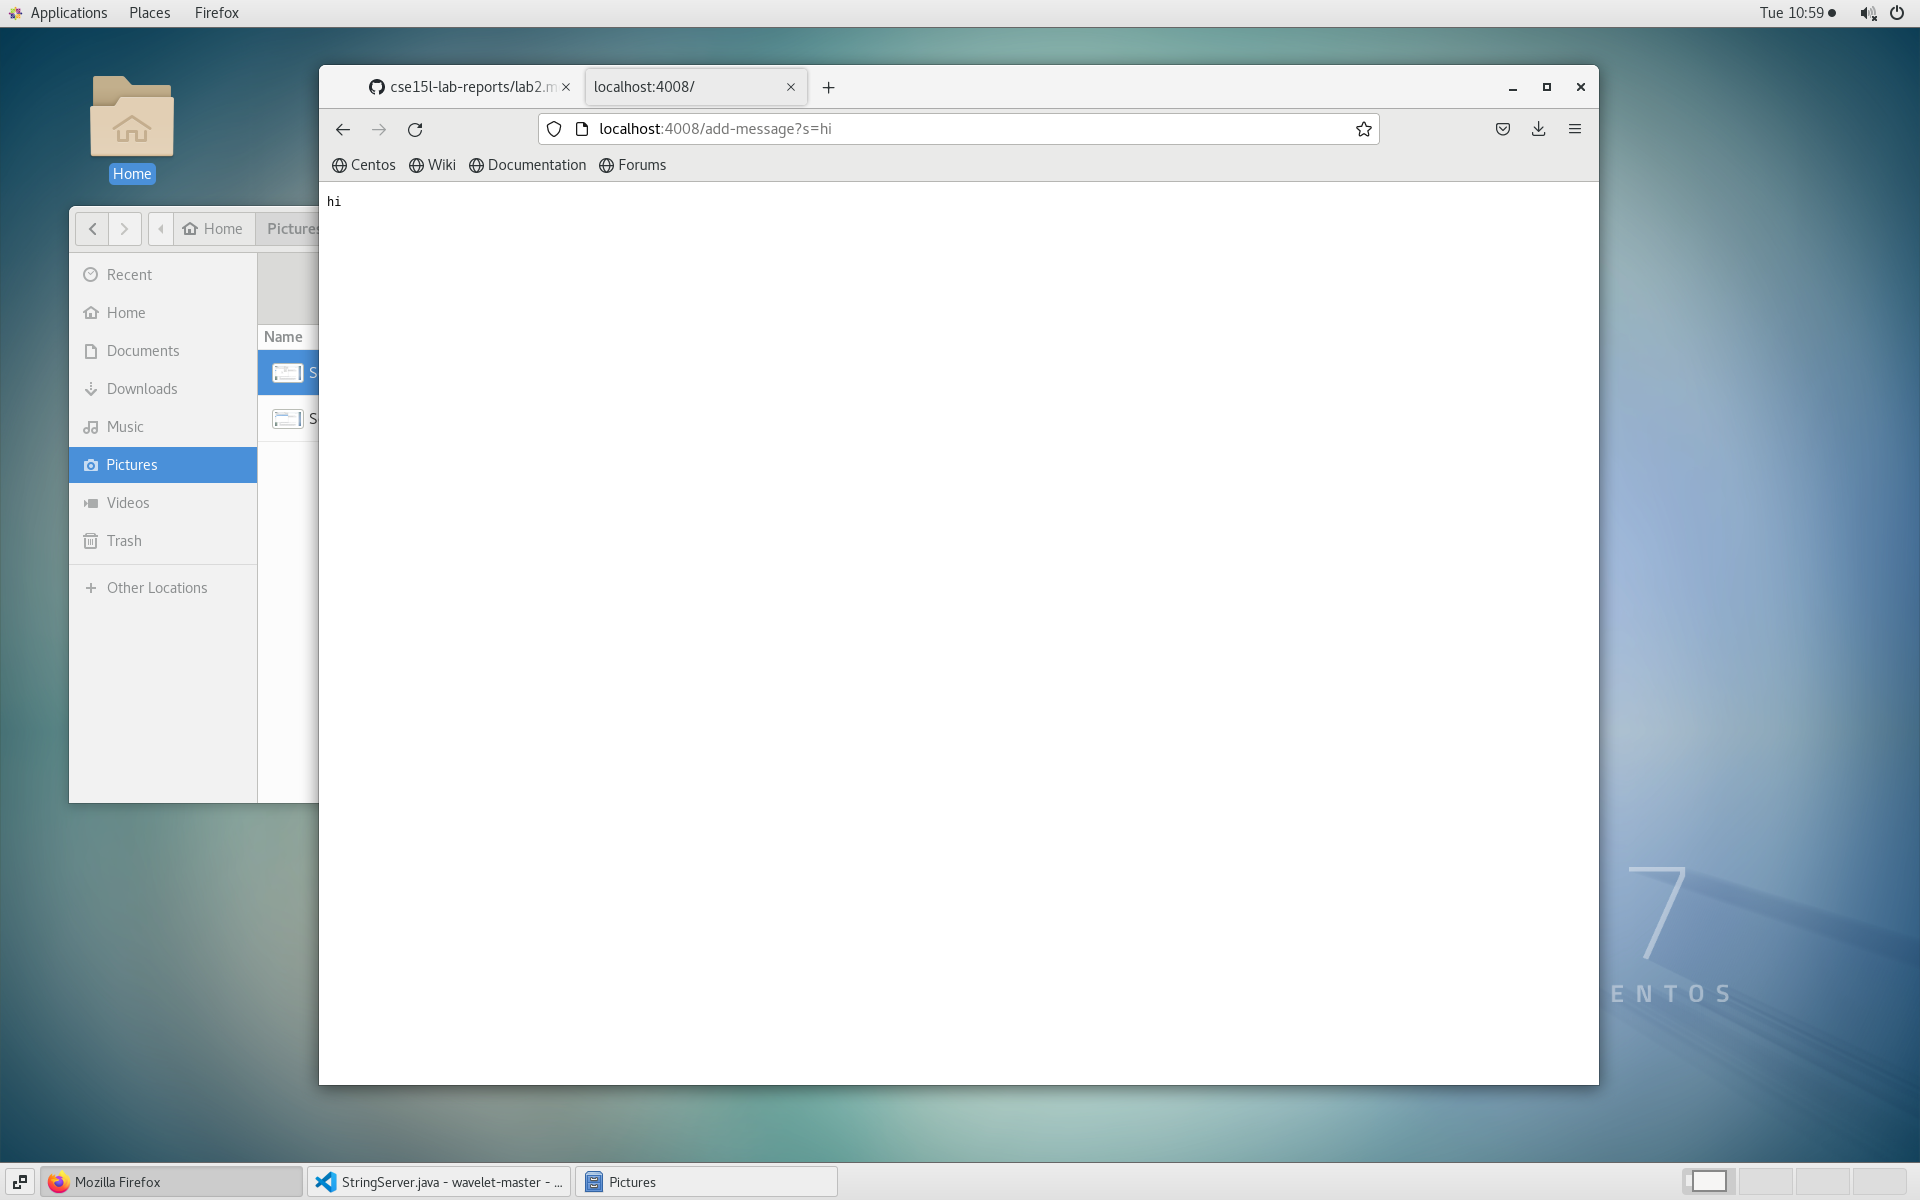 Applications Places Firefox
Tue 10:59
Home
cse15l-lab-reports/lab2.m
localhost:4008/
localhost:4008/add-message?s=hi
Centos Wiki Documentation Forums
hi
Home Pictures
Recent
Home
Documents
Downloads
Music
Pictures
Videos
Trash
Other Locations
Name
S
S
7
ENTOS
Mozilla Firefox
StringServer.java - wavelet-master - ...
Pictures